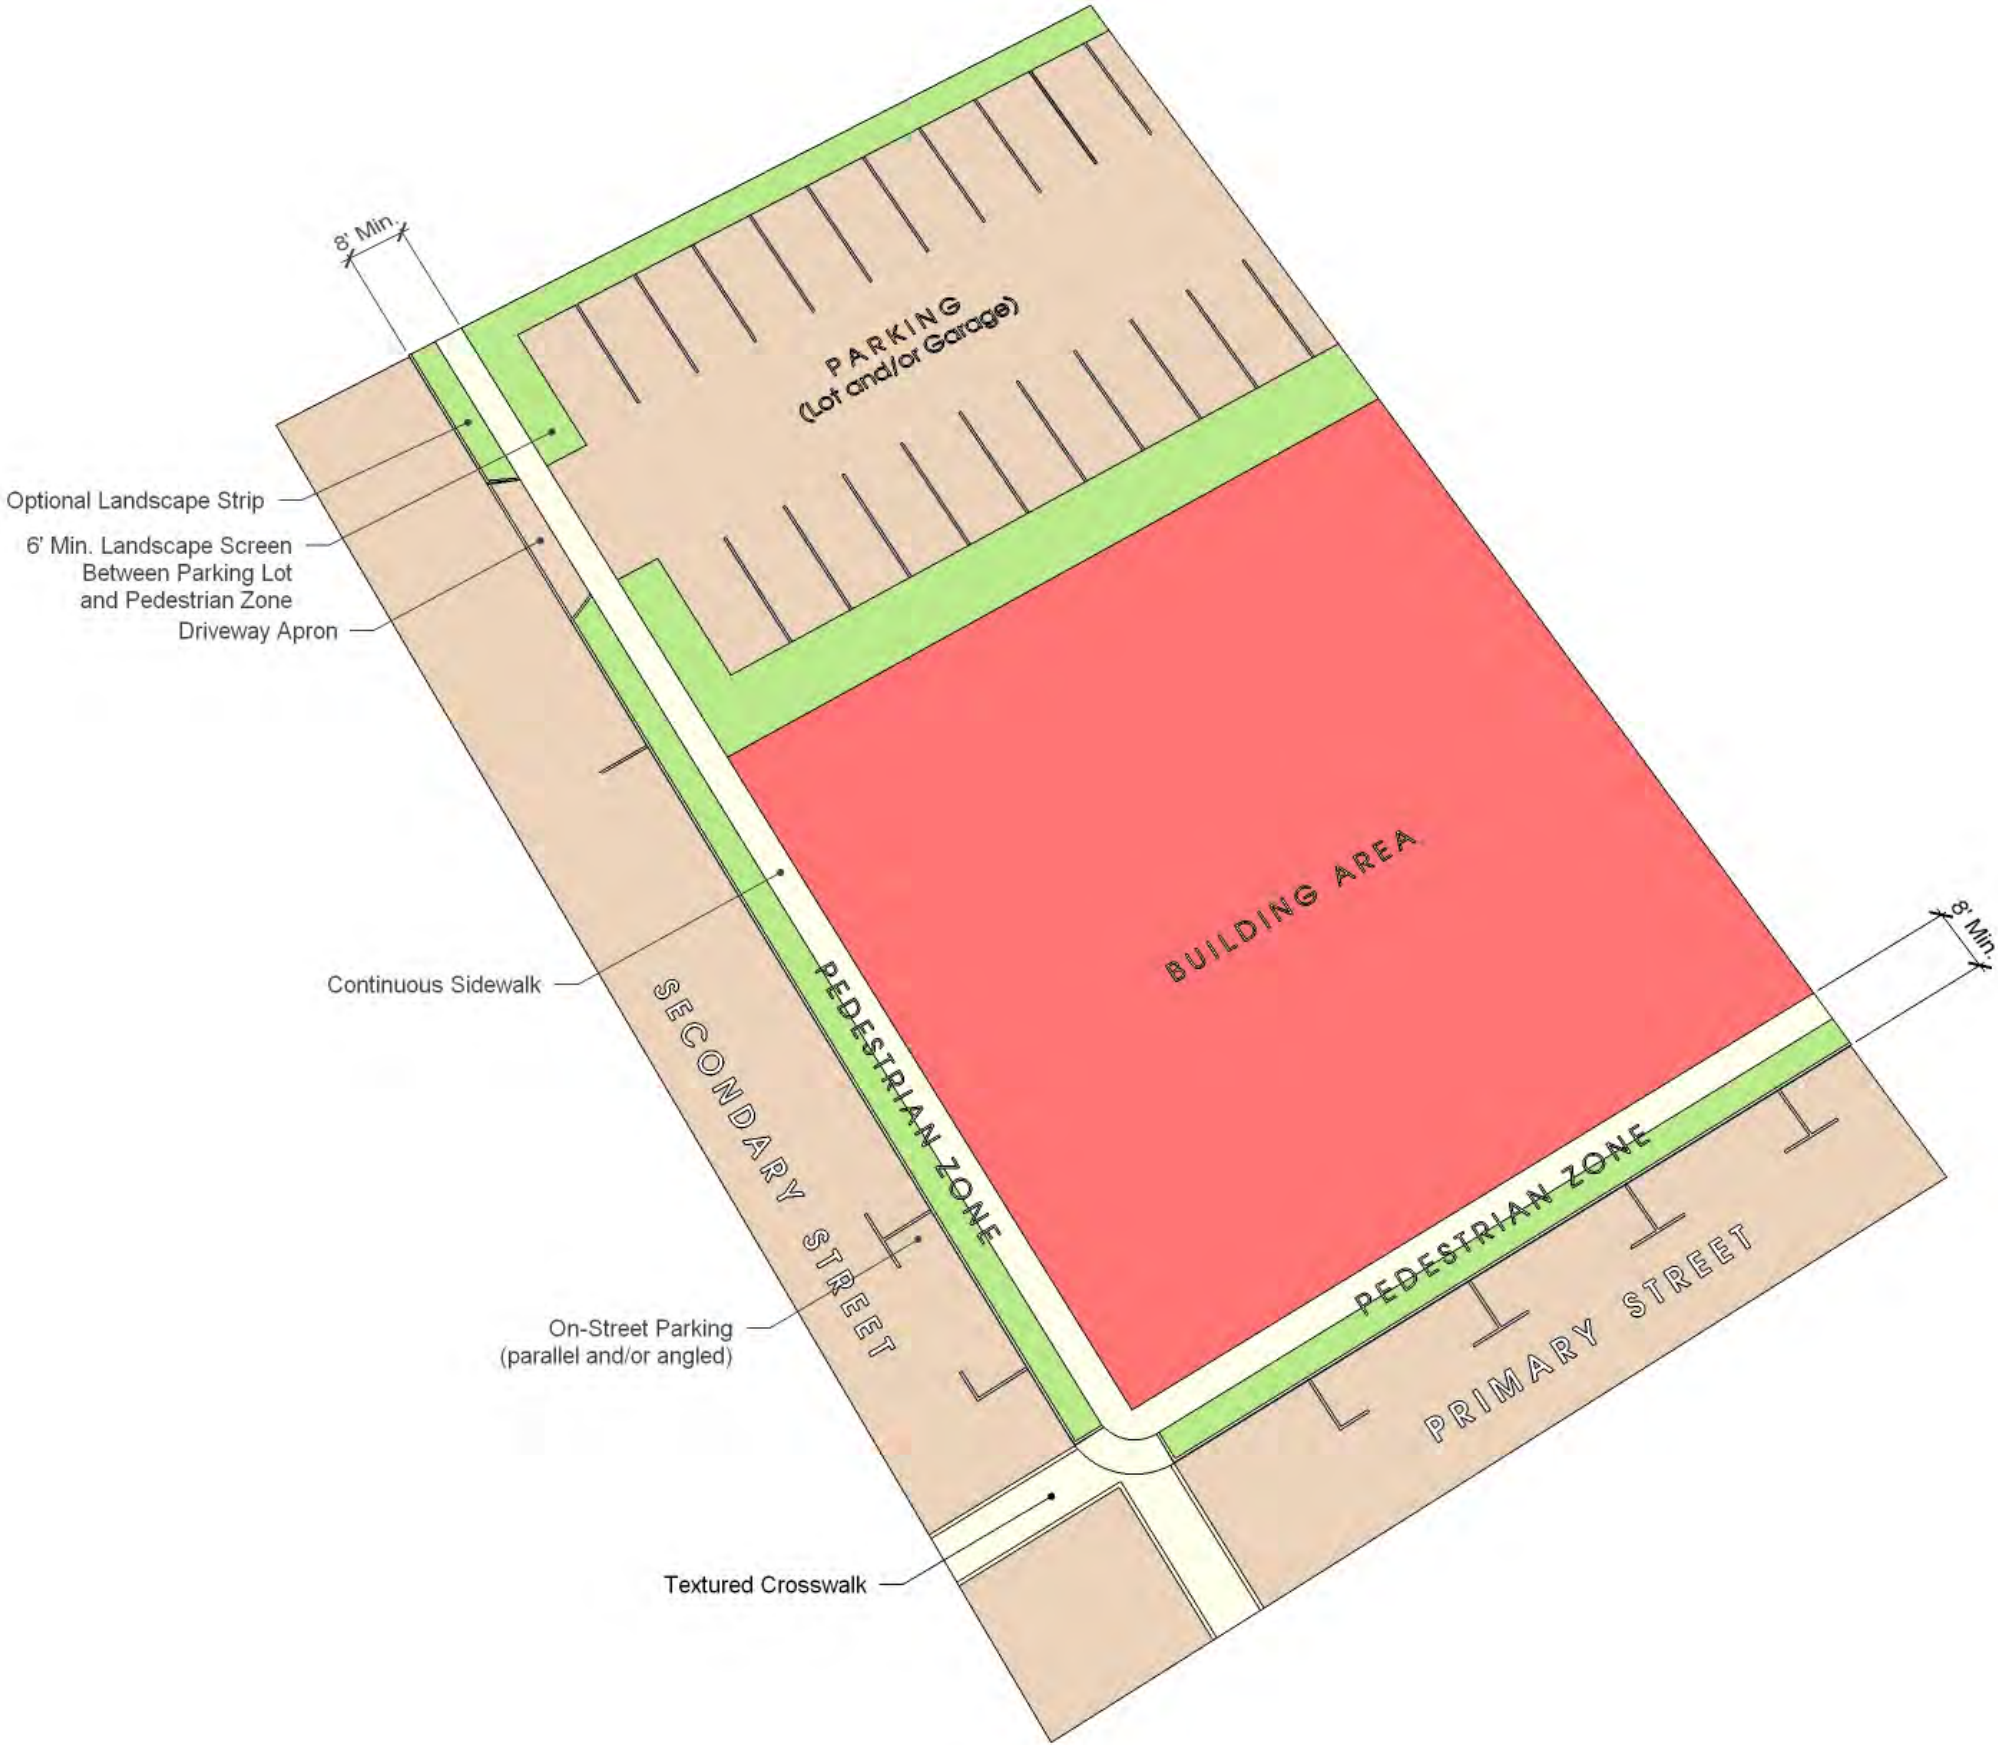 8' Min.
PARKING
(Lot and/or Garage)
Optional Landscape Strip
6' Min. Landscape Screen
Between Parking Lot
and Pedestrian Zone
Driveway Apron
BUILDING AREA
8' Min.
Continuous Sidewalk
PEDESTRIAN ZONE
SECONDARY STREET
PEDESTRIAN ZONE
PRIMARY STREET
On-Street Parking
(parallel and/or angled)
Textured Crosswalk